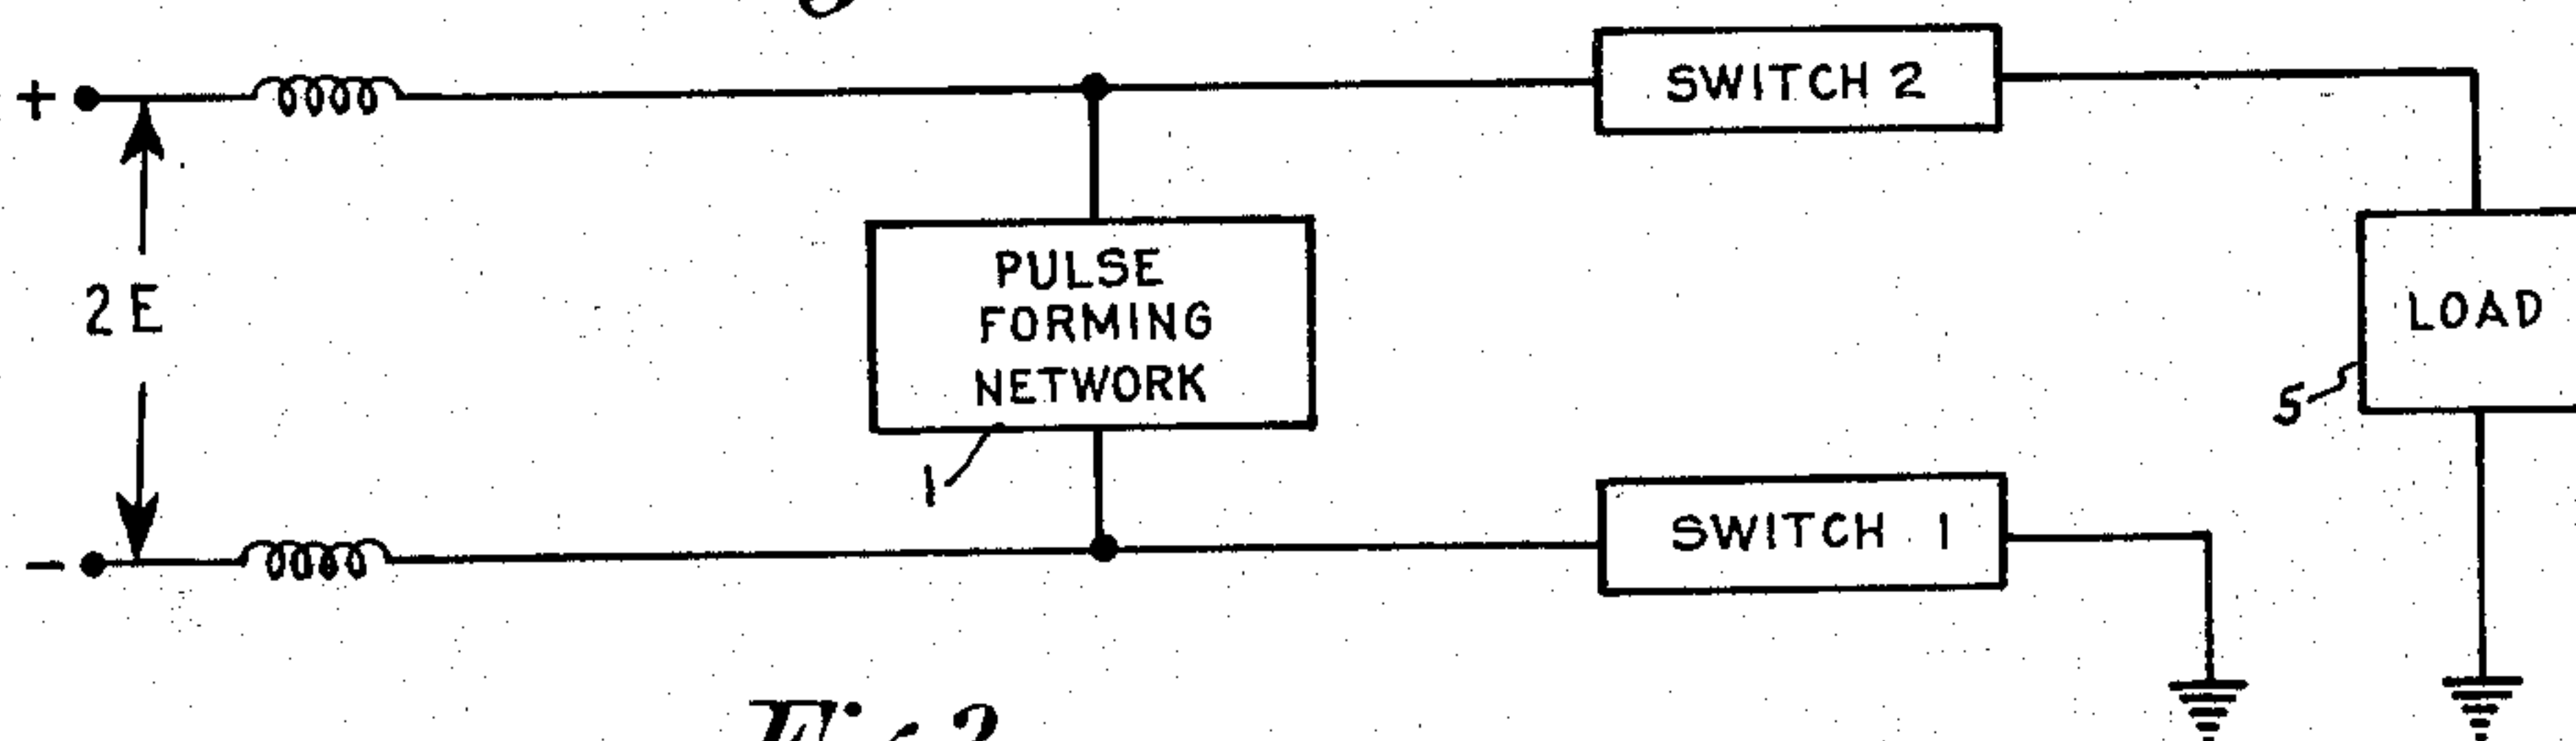 +
SWITCH 2
2E
PULSE
FORMING
NETWORK
LOAD
5
1
SWITCH 1
-